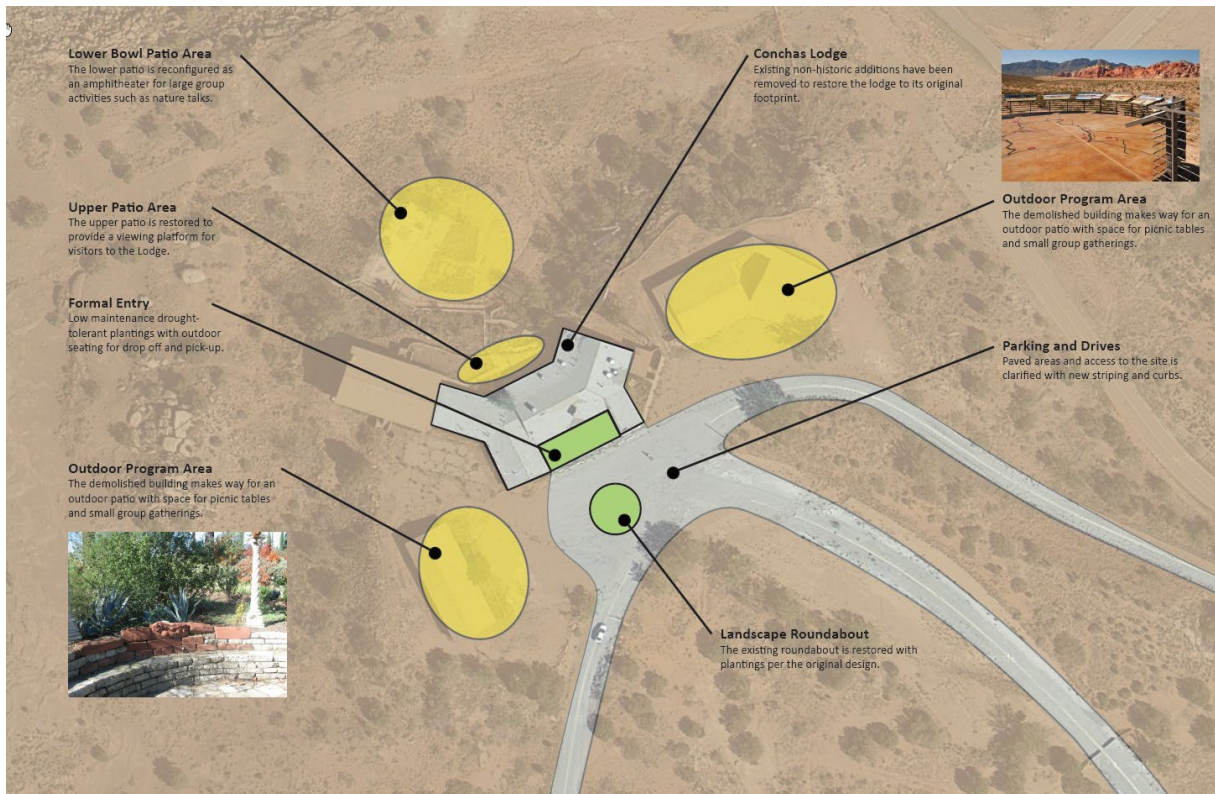 Lower Bowl Patio Area
The lower patio is reconfigured as
an amphitheater for large group
activities such as nature talks.
Upper Patio Area
The upper patio is restored to
provide a viewing platform for
visitors to the Lodge.
Formal Entry
Low maintenance drought-
tolerant plantings with outdoor
seating for drop off and pick-up.
Outdoor Program Area
The demolished building makes way for an
outdoor patio with space for picnic tables
and small group gatherings.
Conchas Lodge
Existing non-historic additions have been
removed to restore the lodge to its original
footprint.
Outdoor Program Area
The demolished building makes way for an
outdoor patio with space for picnic tables
and small group gatherings.
Parking and Drives
Paved areas and access to the site is
clarified with new striping and curbs.
Landscape Roundabout
The existing roundabout is restored with
plantings per the original design.